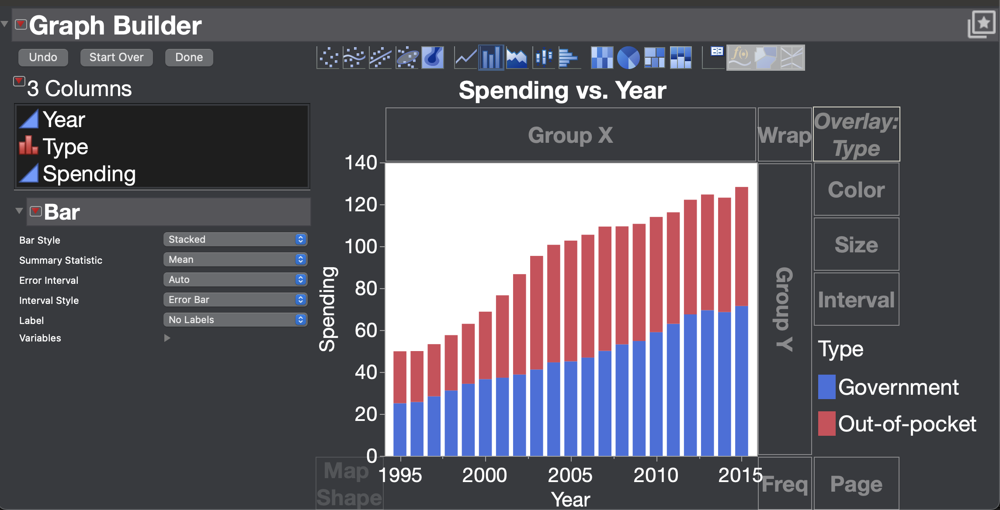 Graph Builder
Undo
Start Over
Done
3 Columns
Year
Type
Spending
Bar
Bar Style
Stacked
Summary Statistic
Mean
Error Interval
Auto
Interval Style
Error Bar
Label
No Labels
Variables
f(•)
Spending vs. Year
Group X
Wrap
Overlay:
Type
Color
Size
Interval
Group Y
Type
Government
Out-of-pocket
Spending
140
120
100
80
60
40
20
0
1995
2000
2005
2010
2015
Year
Map
Shape
Freq
Page